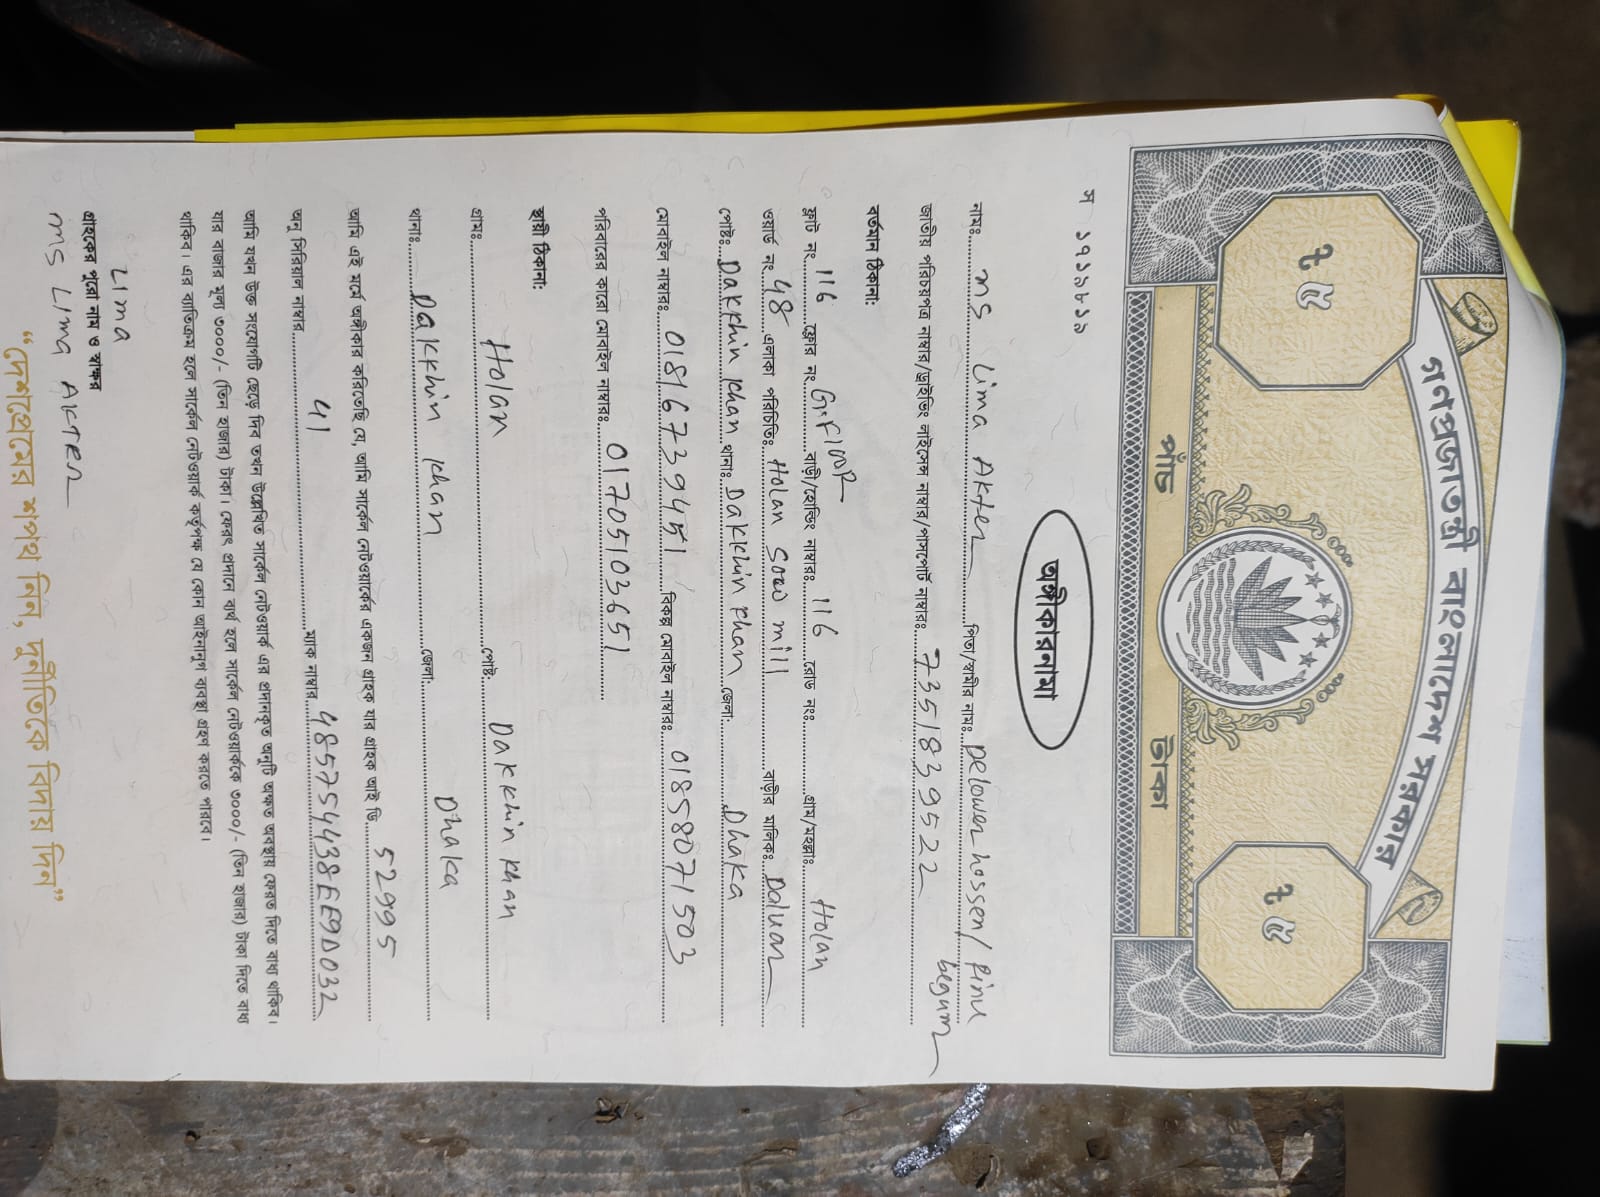 গণপ্রজাতন্ত্রী বাংলাদেশ সরকার
৳ ৫
৳ ৫
পাঁচ টাকা
স ১৭১১৮১১
অঙ্গীকারনামা
নামঃ ms Lima Akter পিতা/স্বামীর নামঃ Delower hossen/ Rinu begum
জাতীয় পরিচয়পত্র নাম্বার/ড্রাইভিং লাইসেন্স নাম্বার/পাসপোর্ট নাম্বারঃ 7351839522
বর্তমান ঠিকানা:
ফ্লাট নং 116 ফ্লোর নং G.Floor বাড়ী/হোল্ডিং নাম্বারঃ 116 রোড নংঃ গ্রাম/মহল্লাঃ Holan
ওয়ার্ড নং 48 এলাকা পরিচিতিঃ Holan Saw mill বাড়ীর মালিকঃ
পোষ্টঃ Dakkhin khan থানাঃ Dakkhin khan জেলা: Dhaka
মোবাইল নাম্বারঃ 01816739451 বিকল্প মোবাইল নাম্বারঃ 01858071503
পরিবারের কারো মোবাইল নাম্বারঃ 01705103651
স্থায়ী ঠিকানা:
গ্রামঃ Holan পোষ্ট: Dakkhin khan
থানাঃ Dakkhin khan জেলা: Dhaka
আমি এই মর্মে অঙ্গীকার করিতেছি যে, আমি সার্কেল নেটওয়ার্কের একজন গ্রাহক যার গ্রাহক আই ডি 52995
অনু সিরিয়াল নাম্বার 41 ম্যাক নাম্বার 485754438EE9D032
আমি যখন উক্ত সংযোগটি ছেড়ে দিব তখন উল্লেখিত সার্কেল নেটওয়ার্ক এর প্রদানকৃত অনুটি অক্ষত অবস্থায় ফেরত দিতে বাধ্য থাকিব।
যার বাজার মূল্য ৩০০০/- (তিন হাজার) টাকা। ফেরৎ প্রদানে ব্যর্থ হলে সার্কেল নেটওয়ার্ককে ৩০০০/- (তিন হাজার) টাকা দিতে বাধ্য
থাকিব। এর ব্যতিক্রম হলে সার্কেল নেটওয়ার্ক কর্তৃপক্ষ যে কোন আইনানুগ ব্যবস্থা গ্রহণ করতে পারবে।
Lima
গ্রাহকের পুরো নাম ও স্বাক্ষর
ms Lima Akter
“দেশপ্রেমের শপথ নিন, দুর্নীতিকে বিদায় দিন”